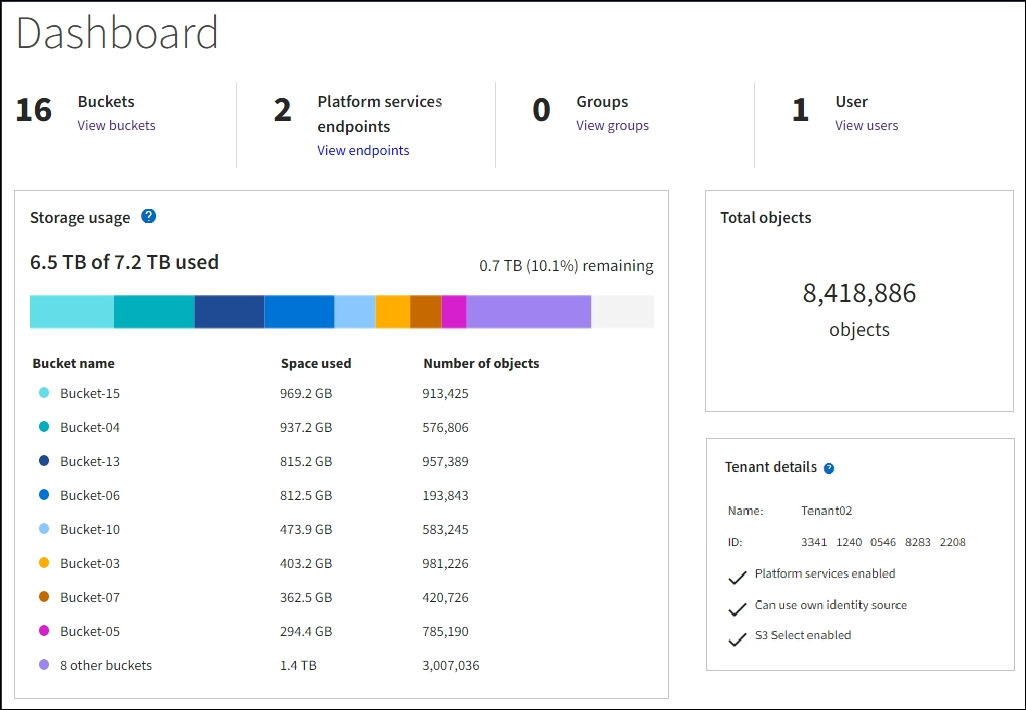 Dashboard
16 Buckets
View buckets
2 Platform services
endpoints
View endpoints
0 Groups
View groups
1 User
View users
Storage usage ?
6.5 TB of 7.2 TB used
0.7 TB (10.1%) remaining
Bucket name Space used Number of objects
Bucket-15 969.2 GB 913,425
Bucket-04 937.2 GB 576,806
Bucket-13 815.2 GB 957,389
Bucket-06 812.5 GB 193,843
Bucket-10 473.9 GB 583,245
Bucket-03 403.2 GB 981,226
Bucket-07 362.5 GB 420,726
Bucket-05 294.4 GB 785,190
8 other buckets 1.4 TB 3,007,036
Total objects
8,418,886
objects
Tenant details ?
Name: Tenant02
ID: 3341 1240 0546 8283 2208
Platform services enabled
Can use own identity source
S3 Select enabled